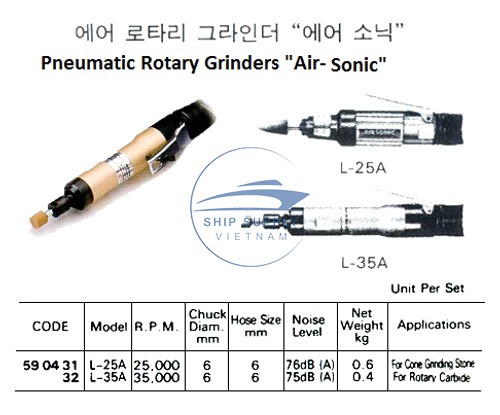 에어 로타리 그라인더 “에어 소닉”
Pneumatic Rotary Grinders "Air- Sonic"
AIR SONIC
L-25A
SHIP SUPPLY
VIETNAM
L-35A
Unit Per Set
CODE Model R.P.M. Chuck Diam. mm Hose Size mm Noise Level Net Weight kg Applications
59 04 31 L-25A 25,000 6 6 76dB (A) 0.6 For Cone Grinding Stone
32 L-35A 35,000 6 6 75dB (A) 0.4 For Rotary Carbide